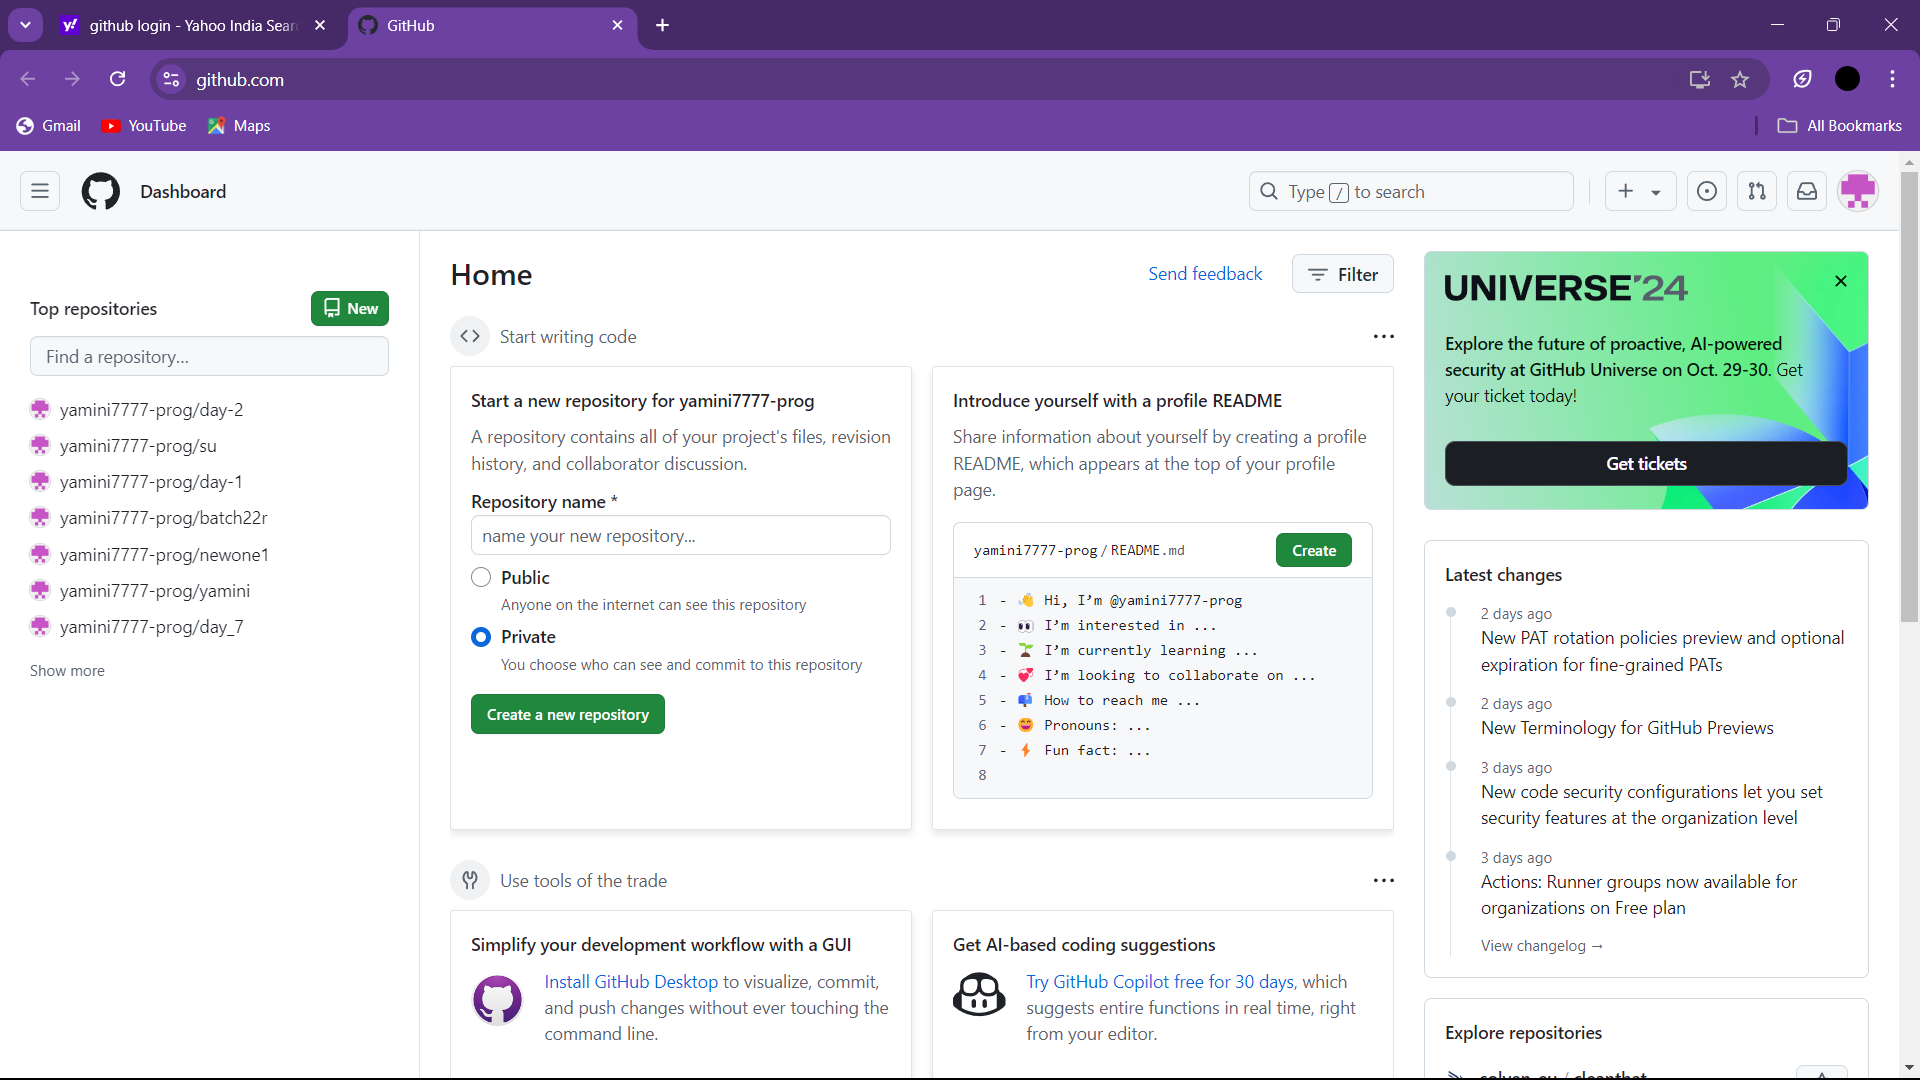 github login - Yahoo India Sear
GitHub
github.com
Gmail
YouTube
Maps
All Bookmarks
Dashboard
Type / to search
Top repositories
New
Find a repository...
yamini7777-prog/day-2
yamini7777-prog/su
yamini7777-prog/day-1
yamini7777-prog/batch22r
yamini7777-prog/newone1
yamini7777-prog/yamini
yamini7777-prog/day_7
Show more
Home
Send feedback
Filter
Start writing code
Start a new repository for yamini7777-prog
A repository contains all of your project's files, revision
history, and collaborator discussion.
Repository name *
name your new repository...
Public
Anyone on the internet can see this repository
Private
You choose who can see and commit to this repository
Create a new repository
Introduce yourself with a profile README
Share information about yourself by creating a profile
README, which appears at the top of your profile
page.
yamini7777-prog / README.md
Create
1 - 👋 Hi, I’m @yamini7777-prog
2 - 👀 I’m interested in ...
3 - 🌱 I’m currently learning ...
4 - 💞️ I’m looking to collaborate on ...
5 - 📫 How to reach me ...
6 - 😄 Pronouns: ...
7 - ⚡ Fun fact: ...
8
Use tools of the trade
Simplify your development workflow with a GUI
Install GitHub Desktop to visualize, commit,
and push changes without ever touching the
command line.
Get AI-based coding suggestions
Try GitHub Copilot free for 30 days, which
suggests entire functions in real time, right
from your editor.
UNIVERSE'24
Explore the future of proactive, AI-powered
security at GitHub Universe on Oct. 29-30. Get
your ticket today!
Get tickets
Latest changes
2 days ago
New PAT rotation policies preview and optional
expiration for fine-grained PATs
2 days ago
New Terminology for GitHub Previews
3 days ago
New code security configurations let you set
security features at the organization level
3 days ago
Actions: Runner groups now available for
organizations on Free plan
View changelog →
Explore repositories